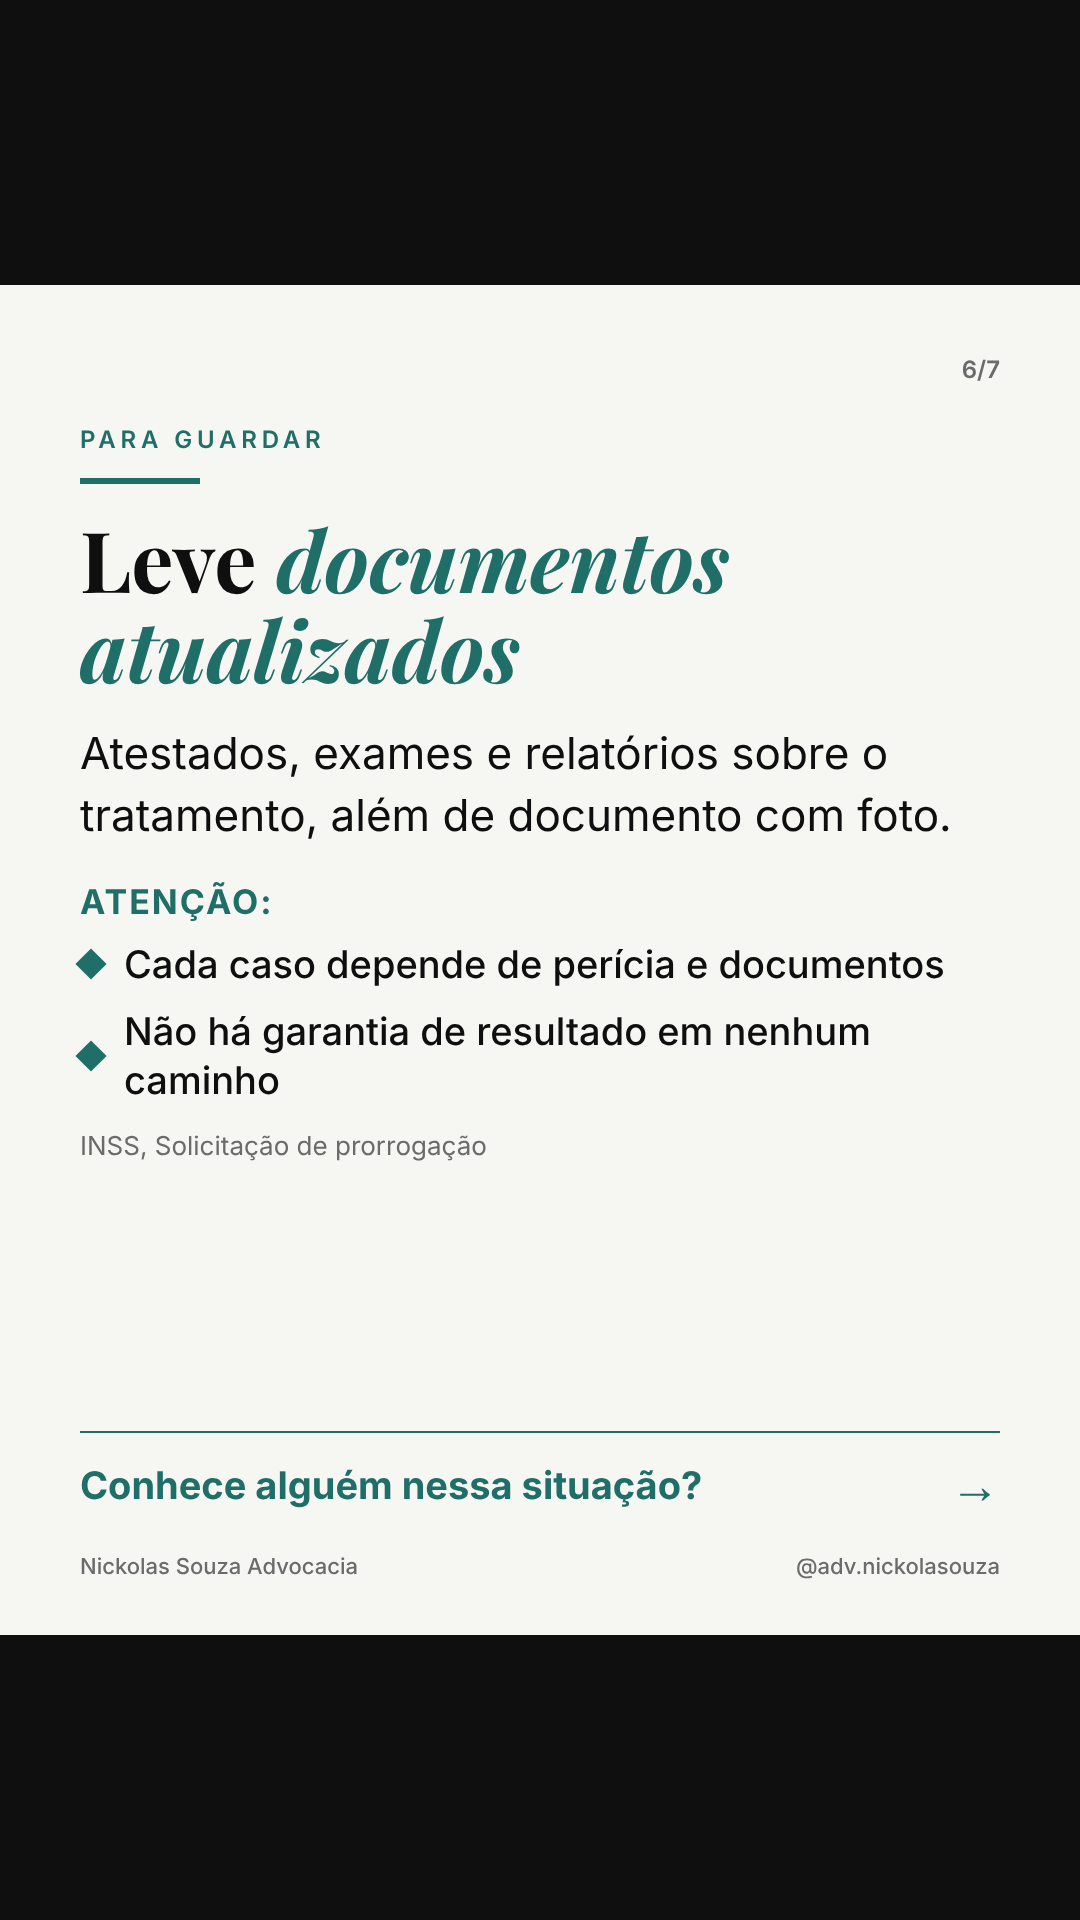 6/7
PARA GUARDAR
Leve documentos
atualizados
Atestados, exames e relatórios sobre o
tratamento, além de documento com foto.
ATENÇÃO:
Cada caso depende de perícia e documentos
Não há garantia de resultado em nenhum
caminho
INSS, Solicitação de prorrogação
Conhece alguém nessa situação? →
Nickolas Souza Advocacia @adv.nickolasouza